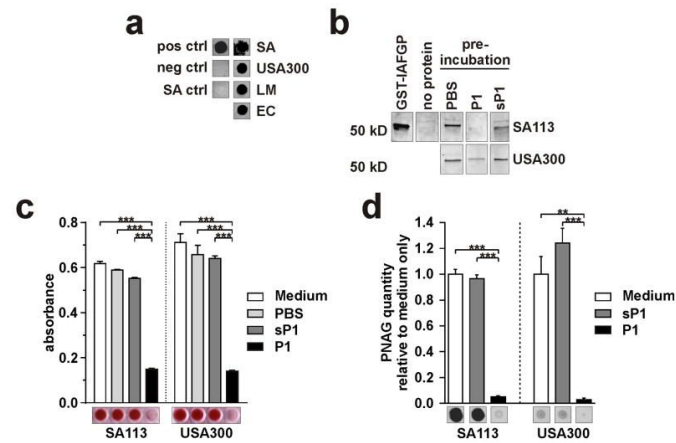 a
pos ctrl SA
neg ctrl USA300
SA ctrl LM
EC
b
GST-IAFGP
no protein
pre-
incubation
PBS
P1
sP1
50 kD SA113
50 kD USA300
c
absorbance
0.8
0.6
0.4
0.2
0.0
*** ***
*** ***
*** ***
Medium
PBS
sP1
P1
SA113 USA300
d
PNAG quantity
relative to medium only
1.4
1.2
1.0
0.8
0.6
0.4
0.2
0.0
**
***
***
***
Medium
sP1
P1
SA113 USA300